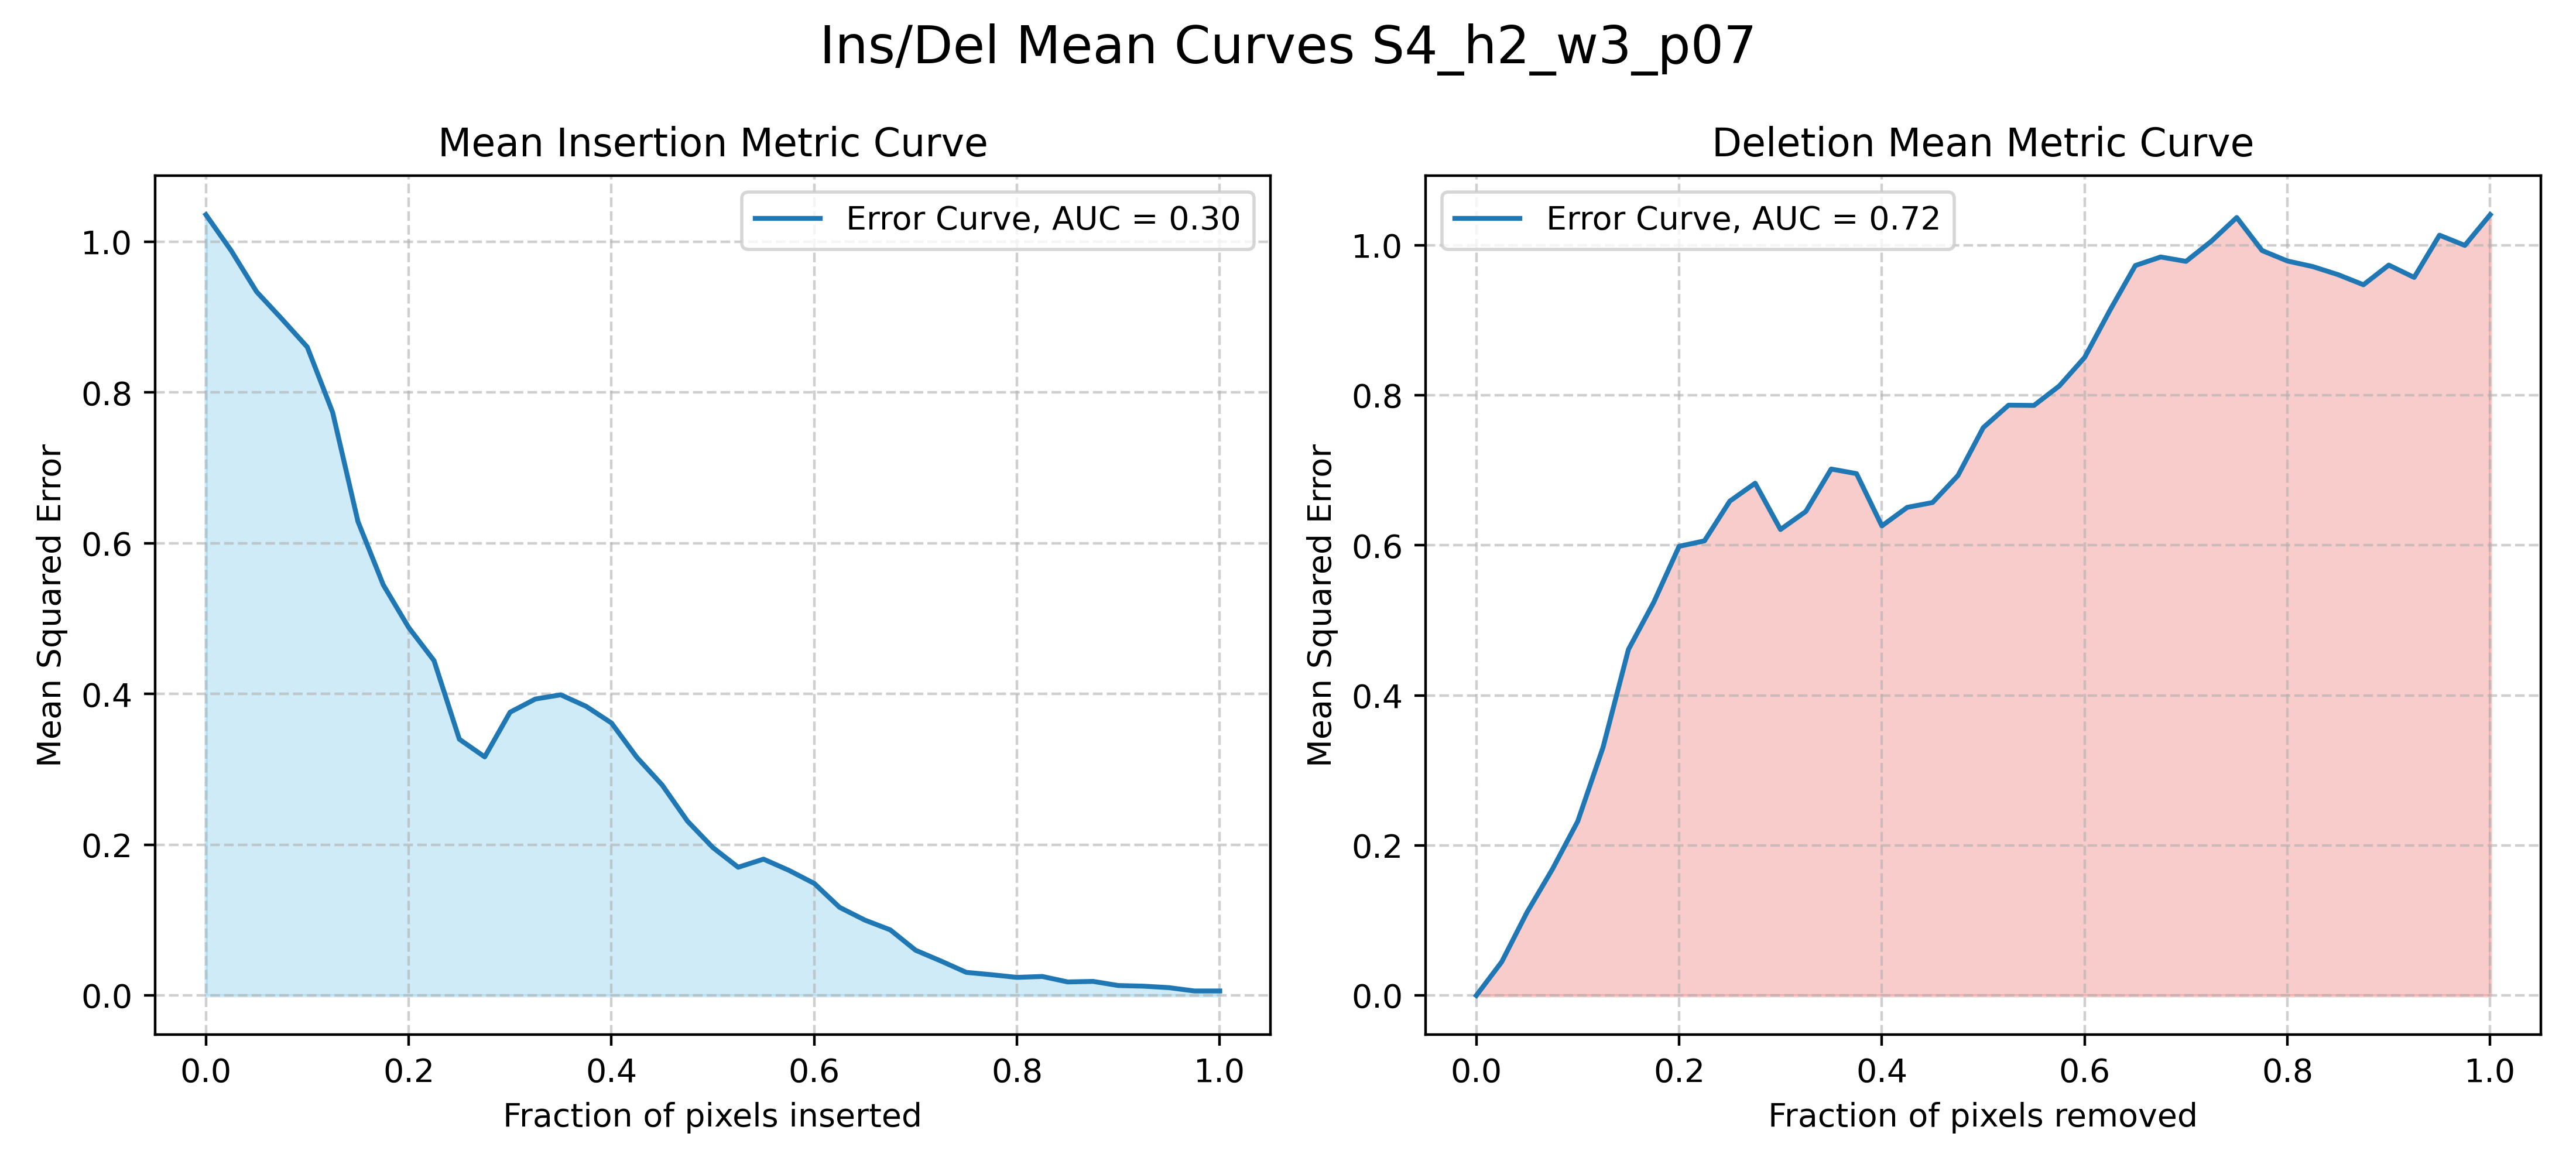 Ins/Del Mean Curves S4_h2_w3_p07
Mean Insertion Metric Curve
Error Curve, AUC = 0.30
Mean Squared Error
1.0
0.8
0.6
0.4
0.2
0.0
0.0 0.2 0.4 0.6 0.8 1.0
Fraction of pixels inserted
Deletion Mean Metric Curve
Error Curve, AUC = 0.72
Mean Squared Error
1.0
0.8
0.6
0.4
0.2
0.0
0.0 0.2 0.4 0.6 0.8 1.0
Fraction of pixels removed